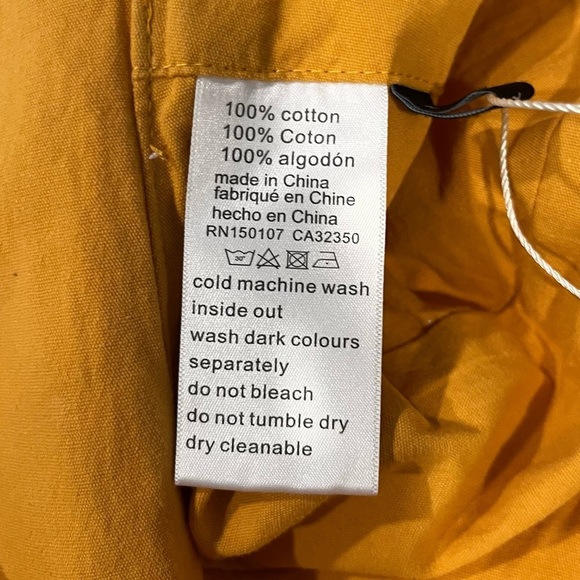 100% cotton
100% Coton
100% algodón
made in China
fabriqué en Chine
hecho en China
RN150107 CA32350
30°
cold machine wash
inside out
wash dark colours
separately
do not bleach
do not tumble dry
dry cleanable